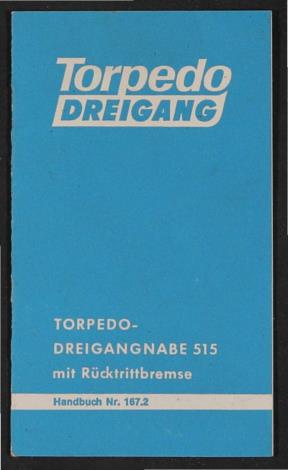 Torpedo
DREIGANG
TORPEDO-
DREIGANGNABE 515
mit Rücktrittbremse
Handbuch Nr. 167.2